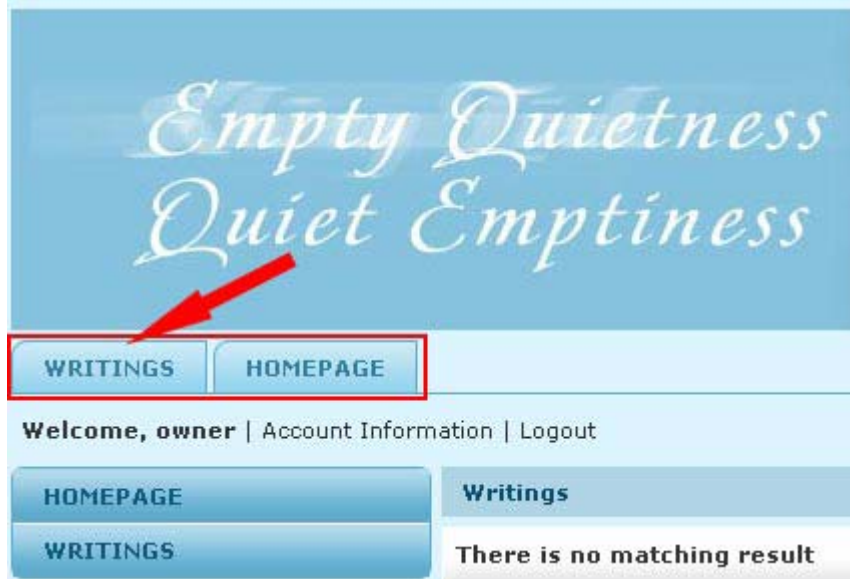 Empty Quietness
Quiet Emptiness
WRITINGS HOMEPAGE
Welcome, owner | Account Information | Logout
HOMEPAGE
WRITINGS
Writings
There is no matching result